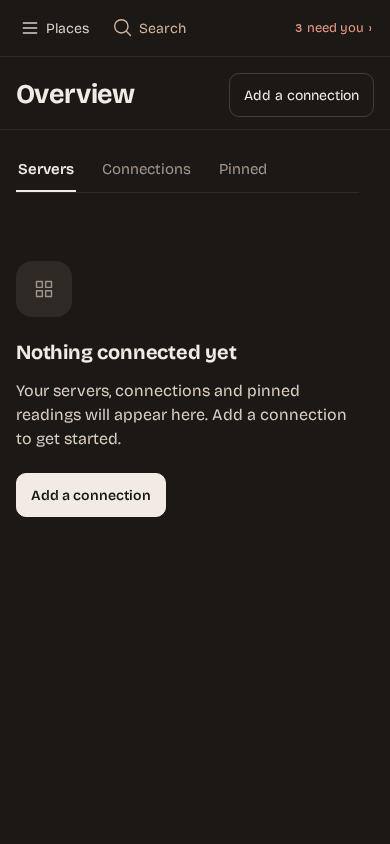 Places
Search
3 need you ›
Overview
Add a connection
Servers
Connections
Pinned
Nothing connected yet
Your servers, connections and pinned
readings will appear here. Add a connection
to get started.
Add a connection